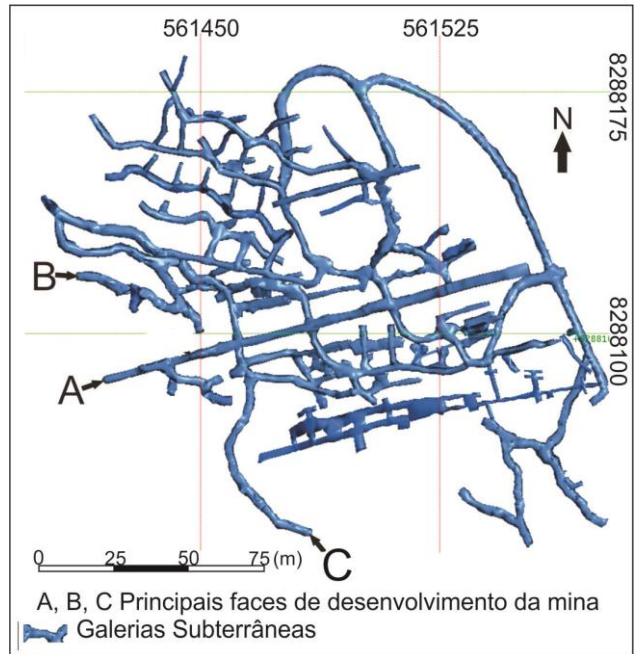 561450 561525
8288175
N
B
8288100
A
C
0 25 50 75 (m)
A, B, C Principais faces de desenvolvimento da mina
Galerias Subterrâneas